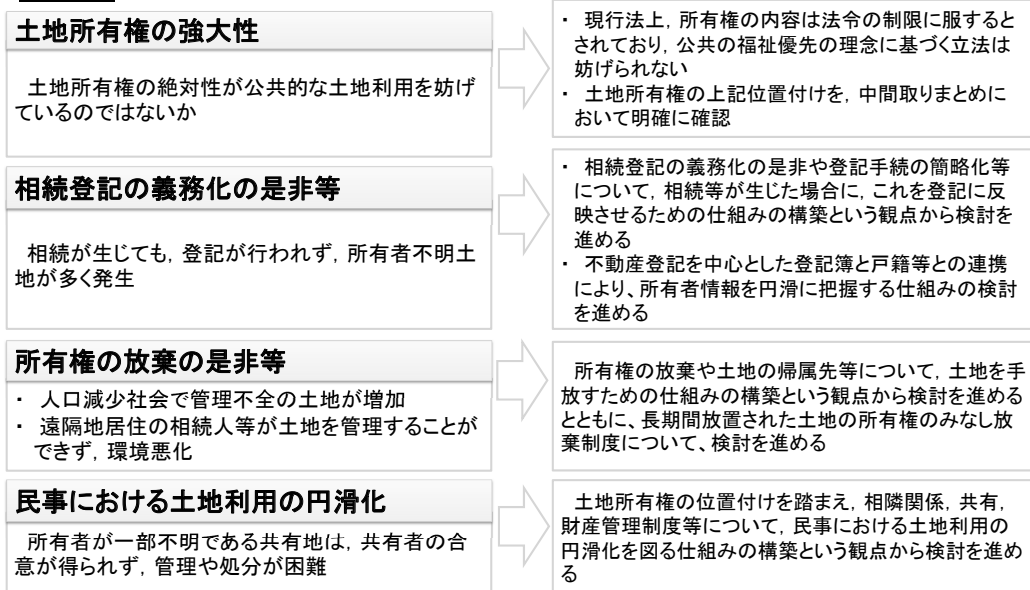 土地所有権の強大性
土地所有権の絶対性が公共的な土地利用を妨げ
ているのではないか
・ 現行法上，所有権の内容は法令の制限に服すると
されており，公共の福祉優先の理念に基づく立法は
妨げられない
・ 土地所有権の上記位置付けを，中間取りまとめに
おいて明確に確認
相続登記の義務化の是非等
相続が生じても，登記が行われず，所有者不明土
地が多く発生
・ 相続登記の義務化の是非や登記手続の簡略化等
について，相続等が生じた場合に，これを登記に反
映させるための仕組みの構築という観点から検討を
進める
・ 不動産登記を中心とした登記簿と戸籍等との連携
により、所有者情報を円滑に把握する仕組みの検討
を進める
所有権の放棄の是非等
・ 人口減少社会で管理不全の土地が増加
・ 遠隔地居住の相続人等が土地を管理することが
できず，環境悪化
所有権の放棄や土地の帰属先等について，土地を手
放すための仕組みの構築という観点から検討を進める
とともに、長期間放置された土地の所有権のみなし放
棄制度について、検討を進める
民事における土地利用の円滑化
所有者が一部不明である共有地は，共有者の合
意が得られず，管理や処分が困難
土地所有権の位置付けを踏まえ，相隣関係，共有，
財産管理制度等について，民事における土地利用の
円滑化を図る仕組みの構築という観点から検討を進め
る